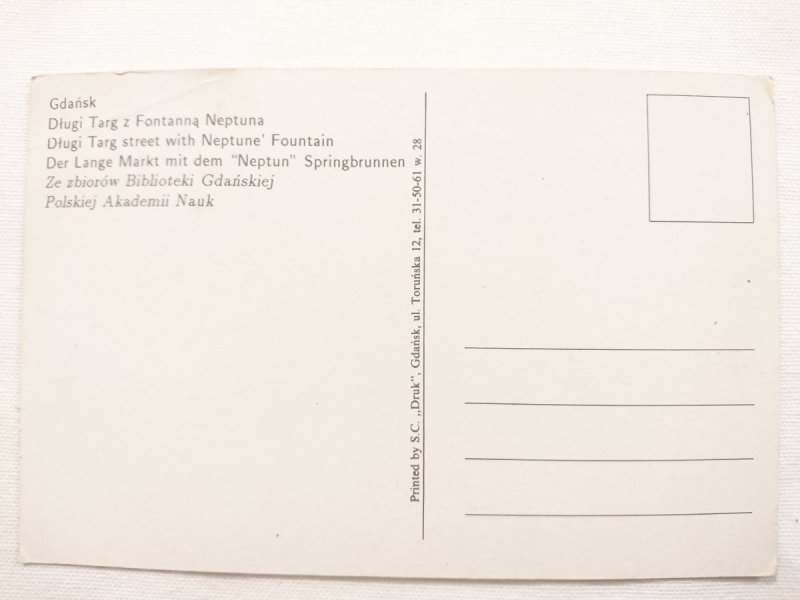 Gdańsk
Długi Targ z Fontanną Neptuna
Długi Targ street with Neptune' Fountain
Der Lange Markt mit dem "Neptun" Springbrunnen
Ze zbiorów Biblioteki Gdańskiej
Polskiej Akademii Nauk
Printed by S.C. „Druk", Gdańsk, ul. Toruńska 12, tel. 31-50-61 w. 28